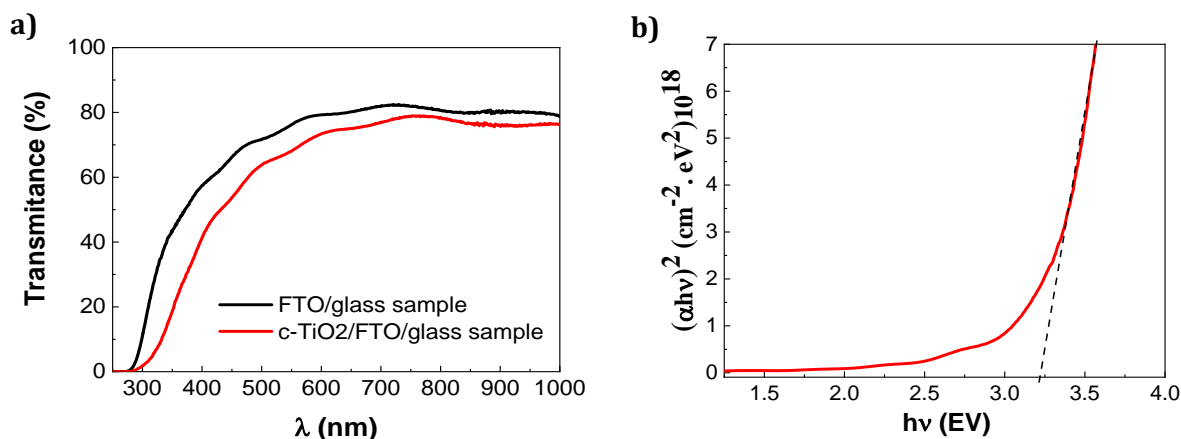 a)
100
80
60
40
20
0
Transmitance (%)
FTO/glass sample
c-TiO2/FTO/glass sample
300 400 500 600 700 800 900 1000
λ (nm)
b)
7
6
5
4
3
2
1
0
(αhν)² (cm⁻². eV²)10¹⁸
1.5 2.0 2.5 3.0 3.5 4.0
hν (EV)